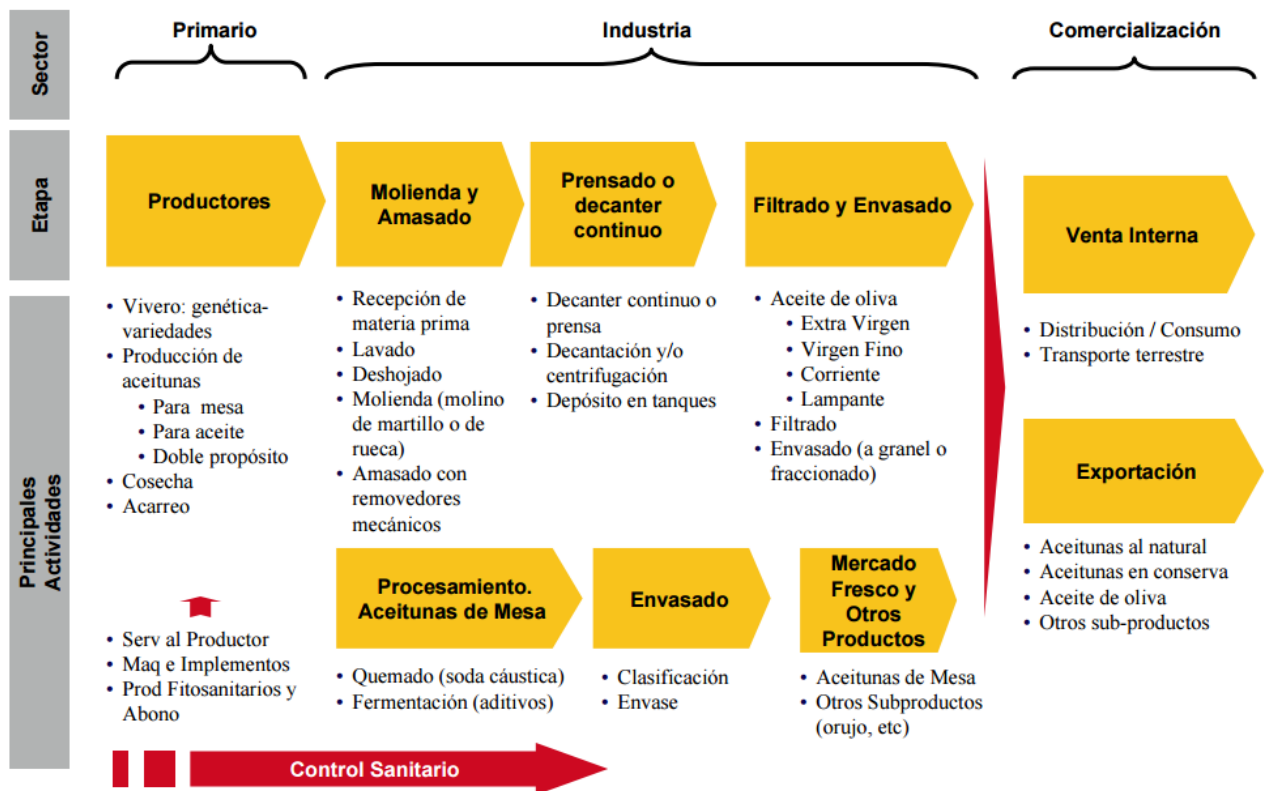 Sector
Primario
Industria
Comercialización
Etapa
Productores
Molienda y
Amasado
Prensado o
decanter
continuo
Filtrado y Envasado
Venta Interna
Principales
Actividades
• Vivero: genética-
variedades
• Producción de
aceitunas
• Para mesa
• Para aceite
• Doble propósito
• Cosecha
• Acarreo
• Recepción de
materia prima
• Lavado
• Deshojado
• Molienda (molino
de martillo o de
rueca)
• Amasado con
removedores
mecánicos
• Decanter continuo o
prensa
• Decantación y/o
centrifugación
• Depósito en tanques
• Aceite de oliva
• Extra Virgen
• Virgen Fino
• Corriente
• Lampante
• Filtrado
• Envasado (a granel o
fraccionado)
• Distribución / Consumo
• Transporte terrestre
Exportación
• Aceitunas al natural
• Aceitunas en conserva
• Aceite de oliva
• Otros sub-productos
• Serv al Productor
• Maq e Implementos
• Prod Fitosanitarios y
Abono
Procesamiento.
Aceitunas de Mesa
• Quemado (soda cáustica)
• Fermentación (aditivos)
Envasado
• Clasificación
• Envase
Mercado
Fresco y
Otros
Productos
• Aceitunas de Mesa
• Otros Subproductos
(orujo, etc)
Control Sanitario